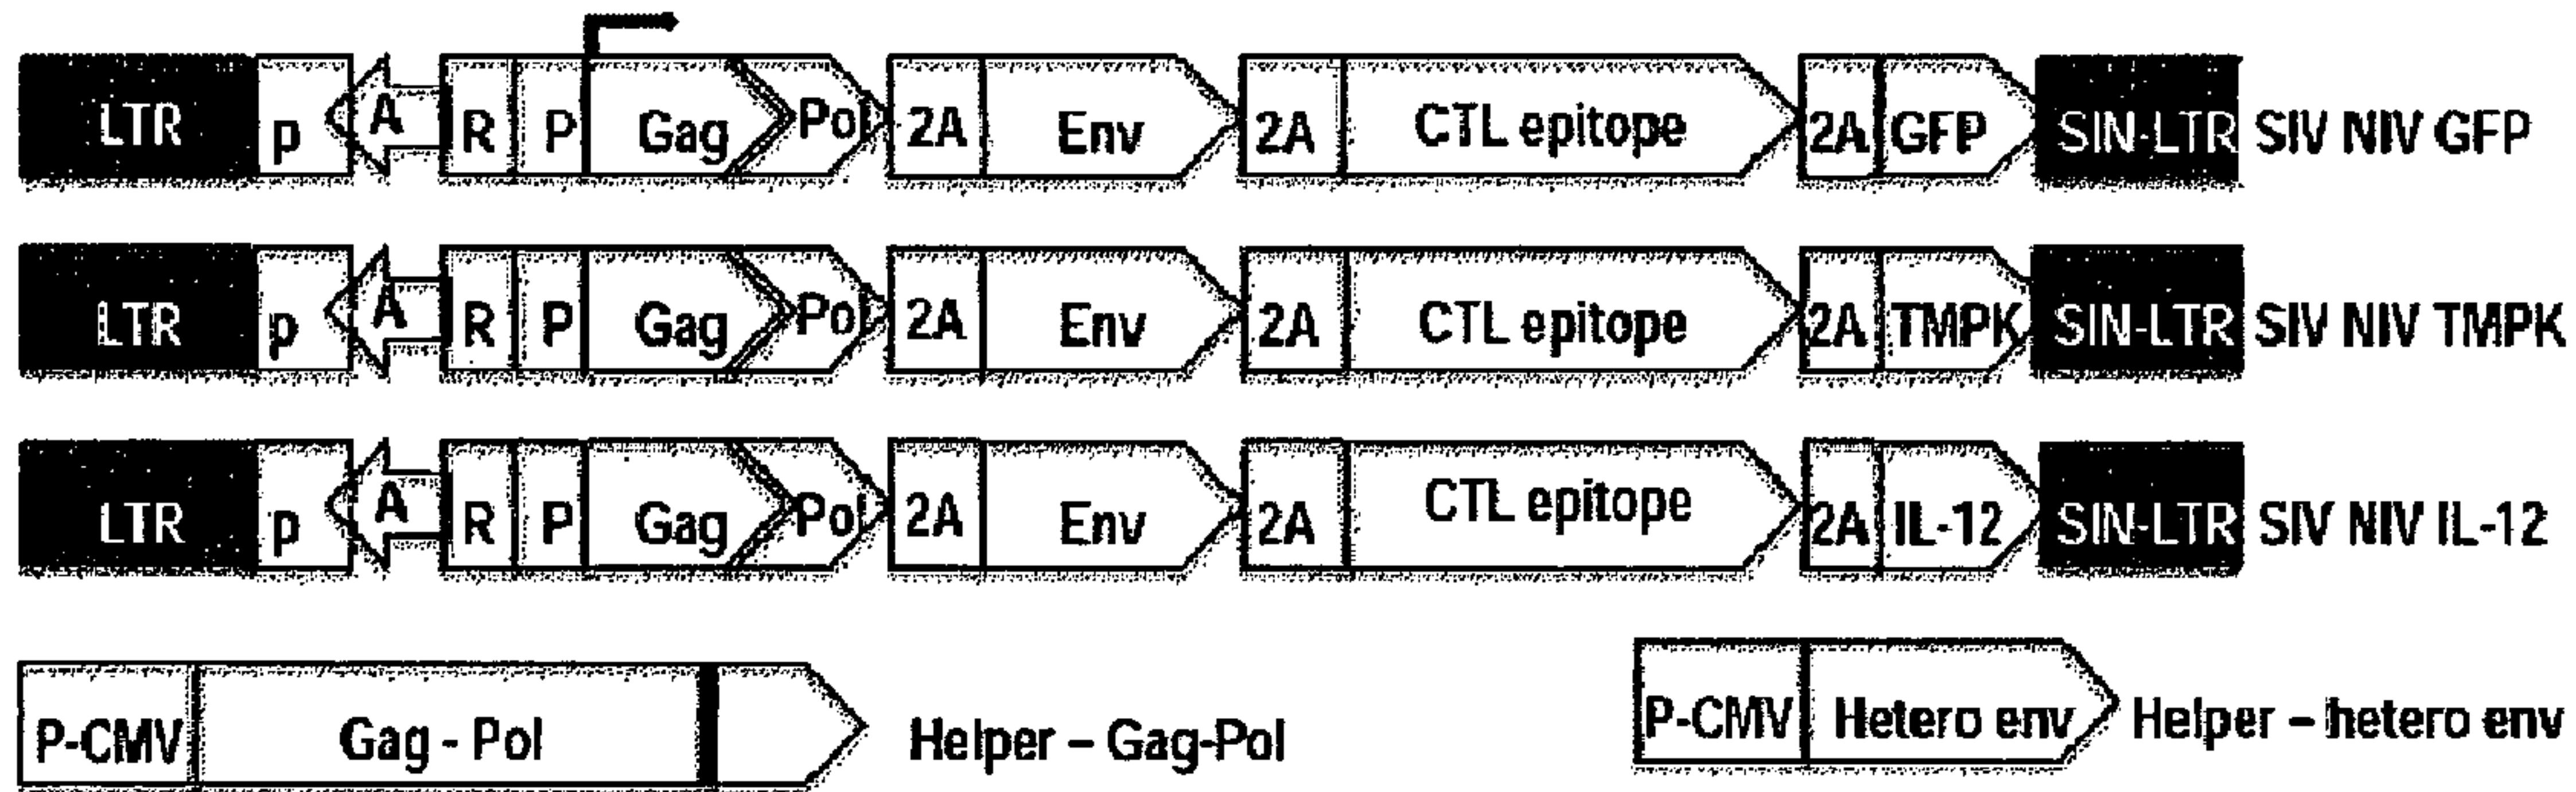 LTR p A R P Gag Pol 2A Env 2A CTL epitope 2A GFP SIN-LTR SIV NIV GFP
LTR p A R P Gag Pol 2A Env 2A CTL epitope 2A TMPK SIN-LTR SIV NIV TMPK
LTR p A R P Gag Pol 2A Env 2A CTL epitope 2A IL-12 SIN-LTR SIV NIV IL-12
P-CMV Gag - Pol Helper – Gag-Pol P-CMV Hetero env Helper – hetero env